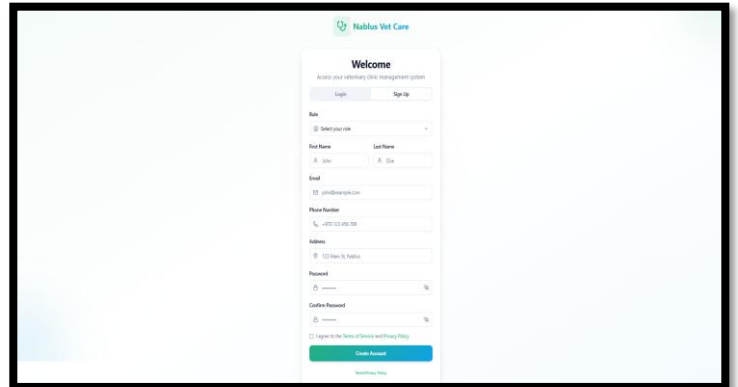 Nablus Vet Care
Welcome
Access your veterinary clinic management system
Login Sign Up
Role
Select your role
First Name Last Name
John Doe
Email
john@example.com
Phone Number
+970 123 456 789
Address
123 Main St, Nablus
Password
Confirm Password
I agree to the Terms of Service and Privacy Policy
Create Account